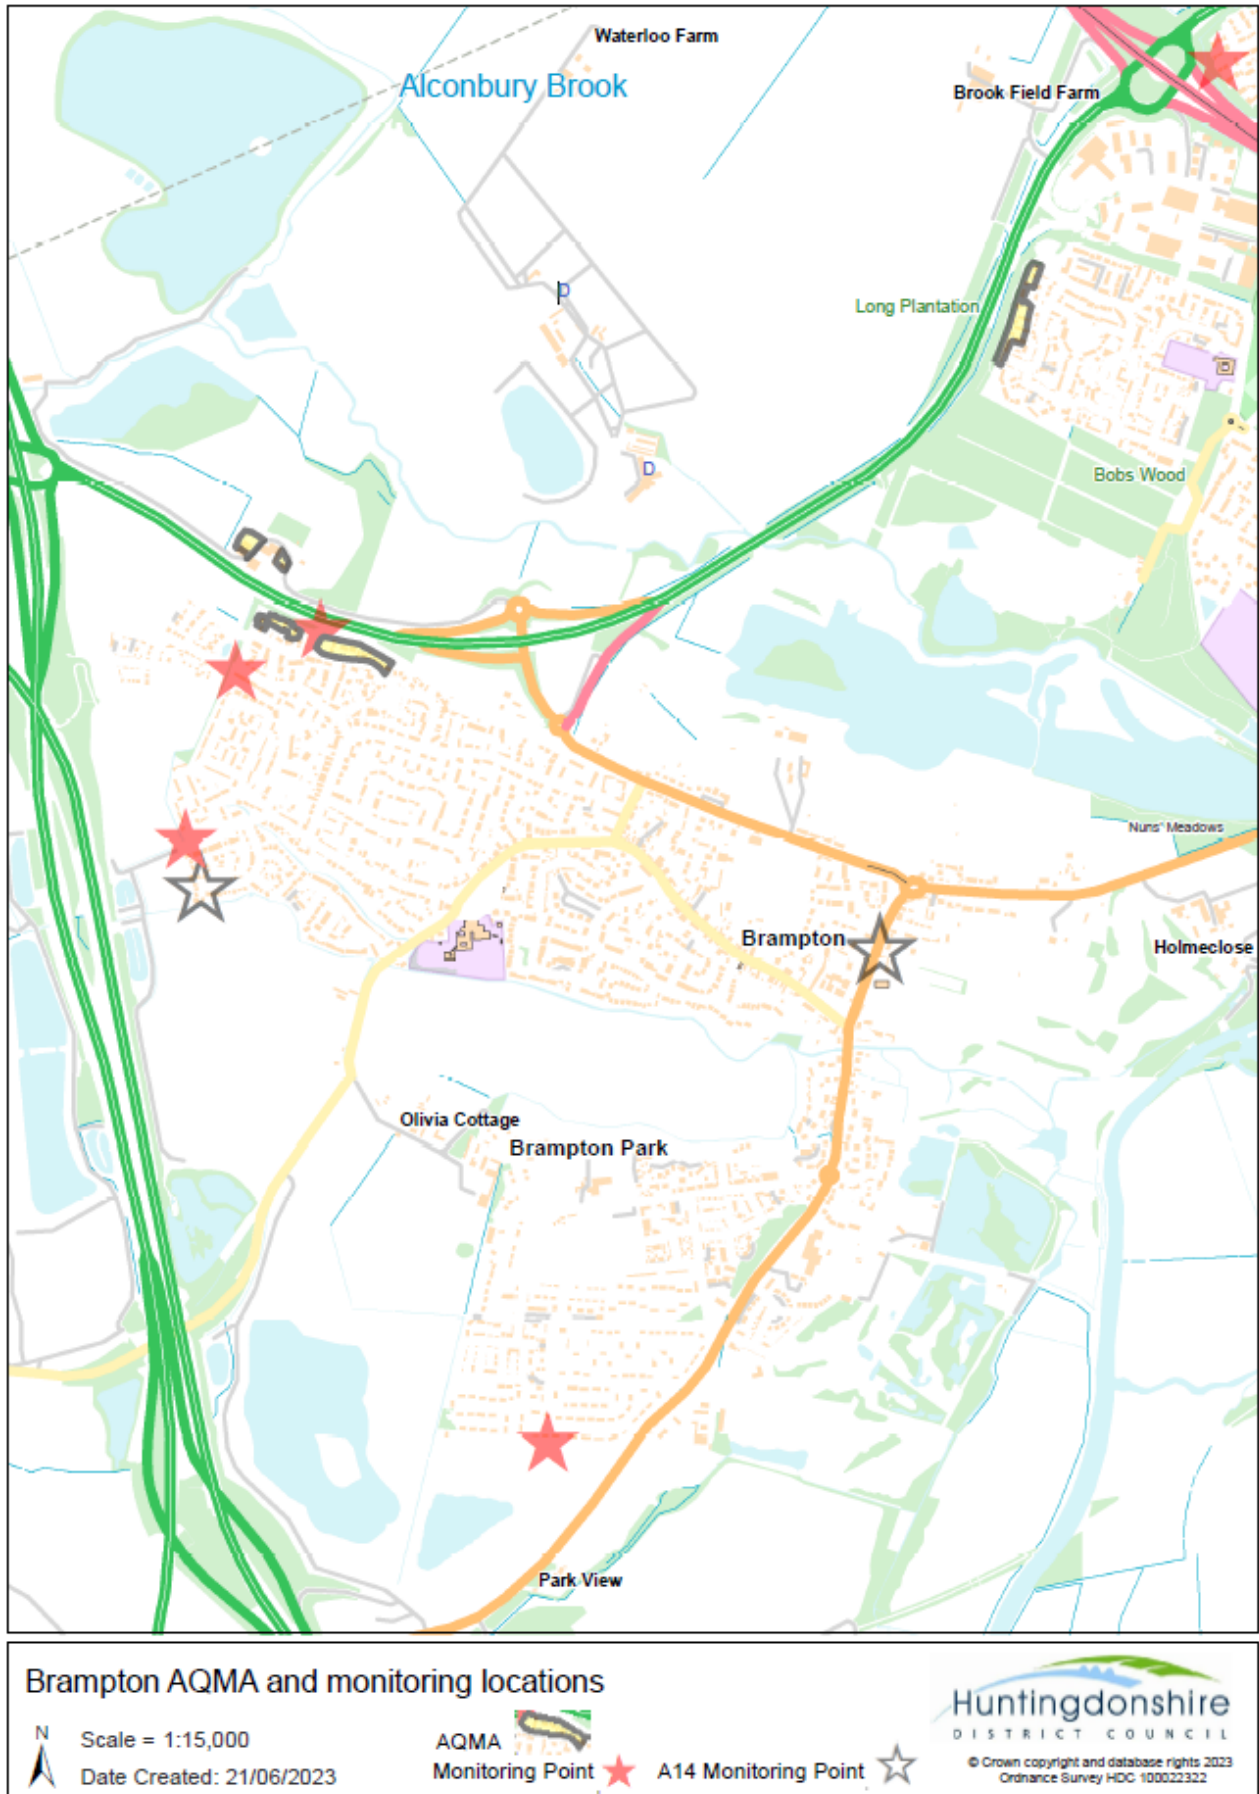 Waterloo Farm
Alconbury Brook
Brook Field Farm
D
Long Plantation
D
Bobs Wood
Nuns' Meadows
Brampton
Holmeclose
Olivia Cottage
Brampton Park
Park View
Brampton AQMA and monitoring locations
N
Scale = 1:15,000
Date Created: 21/06/2023
AQMA
Monitoring Point
A14 Monitoring Point
Huntingdonshire
DISTRICT COUNCIL
© Crown copyright and database rights 2023
Ordnance Survey HDC 100022322